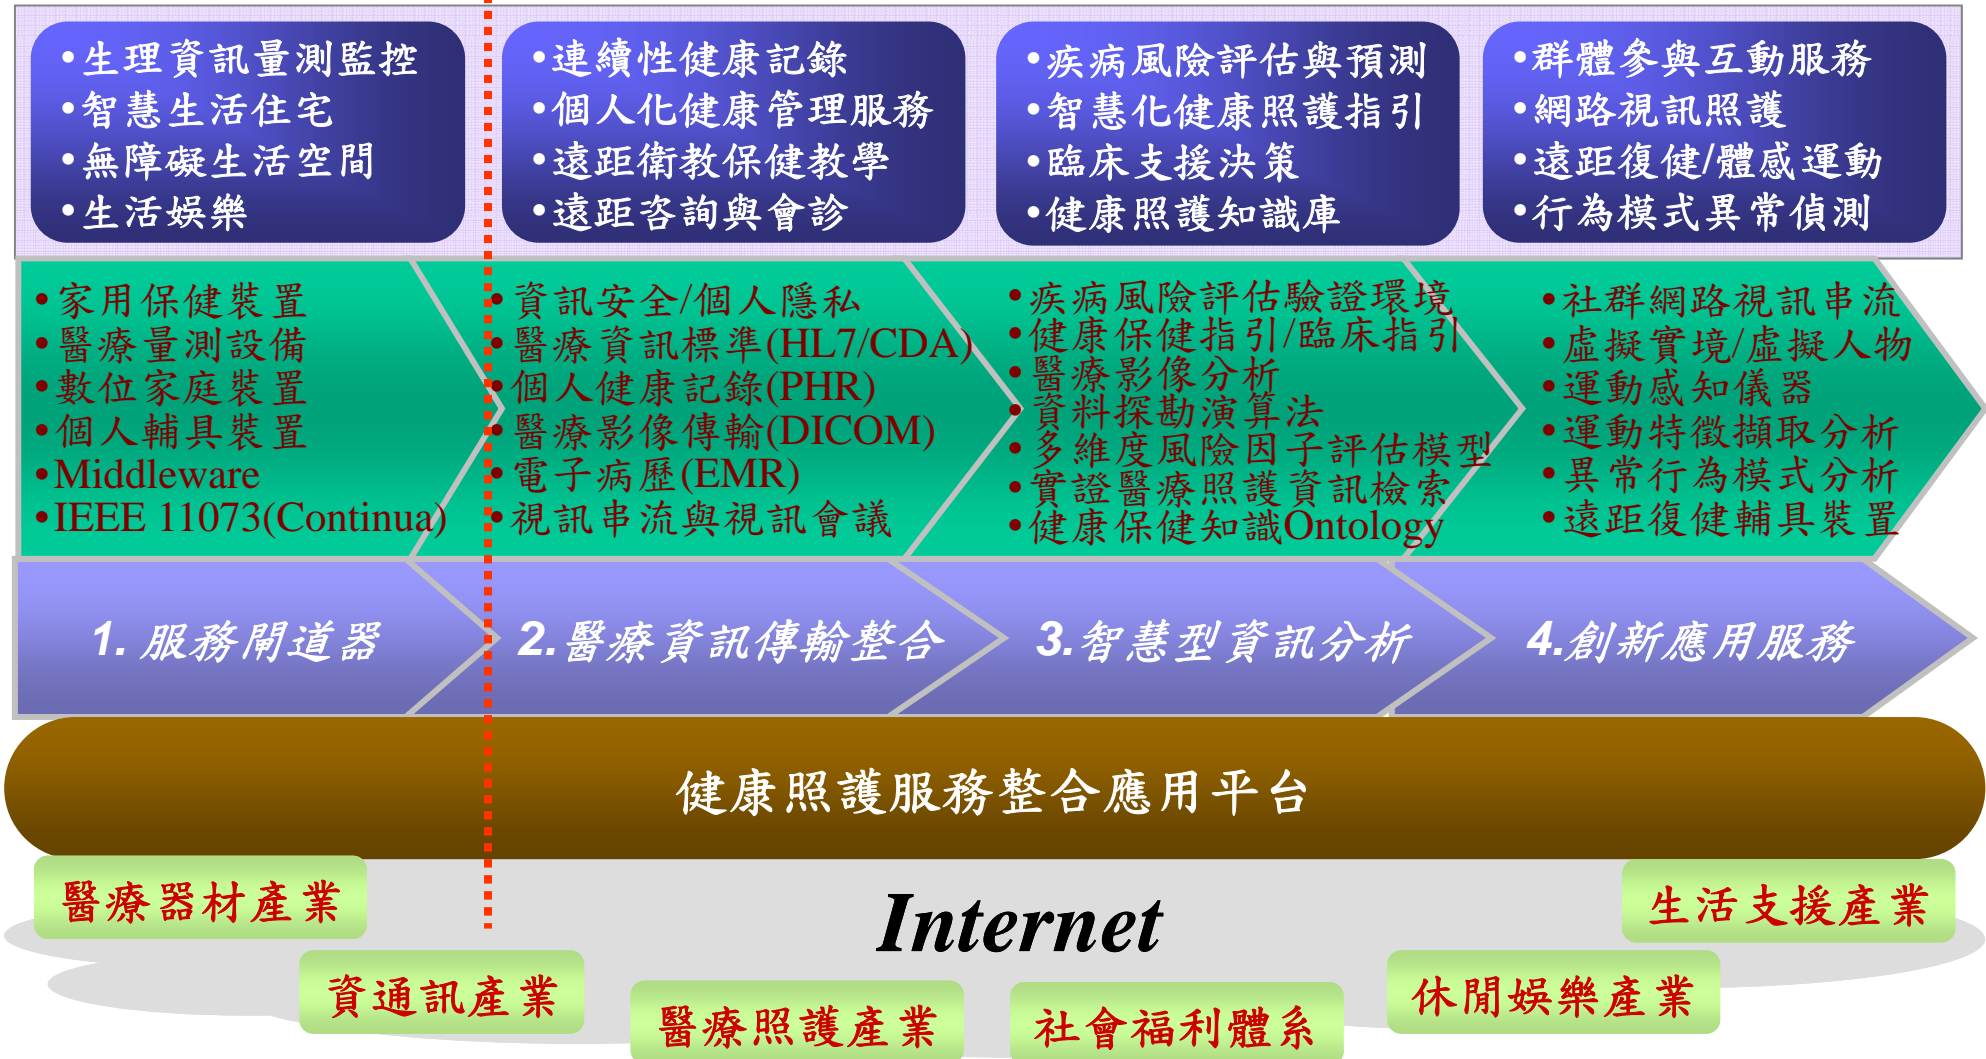 •生理資訊量測監控
•智慧生活住宅
•無障礙生活空間
•生活娛樂
•連續性健康記錄
•個人化健康管理服務
•遠距衛教保健教學
•遠距咨詢與會診
•疾病風險評估與預測
•智慧化健康照護指引
•臨床支援決策
•健康照護知識庫
•群體參與互動服務
•網路視訊照護
•遠距復健/體感運動
•行為模式異常偵測
•家用保健裝置
•醫療量測設備
•數位家庭裝置
•個人輔具裝置
•Middleware
•IEEE 11073(Continua)
•資訊安全/個人隱私
•醫療資訊標準(HL7/CDA)
•個人健康記錄(PHR)
•醫療影像傳輸(DICOM)
•電子病歷(EMR)
•視訊串流與視訊會議
•疾病風險評估驗證環境
•健康保健指引/臨床指引
•醫療影像分析
•資料探勘演算法
•多維度風險因子評估模型
•實證醫療照護資訊檢索
•健康保健知識Ontology
•社群網路視訊串流
•虛擬實境/虛擬人物
•運動感知儀器
•運動特徵擷取分析
•異常行為模式分析
•遠距復健輔具裝置
1. 服務閘道器
2.醫療資訊傳輸整合
3.智慧型資訊分析
4.創新應用服務
健康照護服務整合應用平台
醫療器材產業
Internet
生活支援產業
資通訊產業
醫療照護產業
社會福利體系
休閒娛樂產業